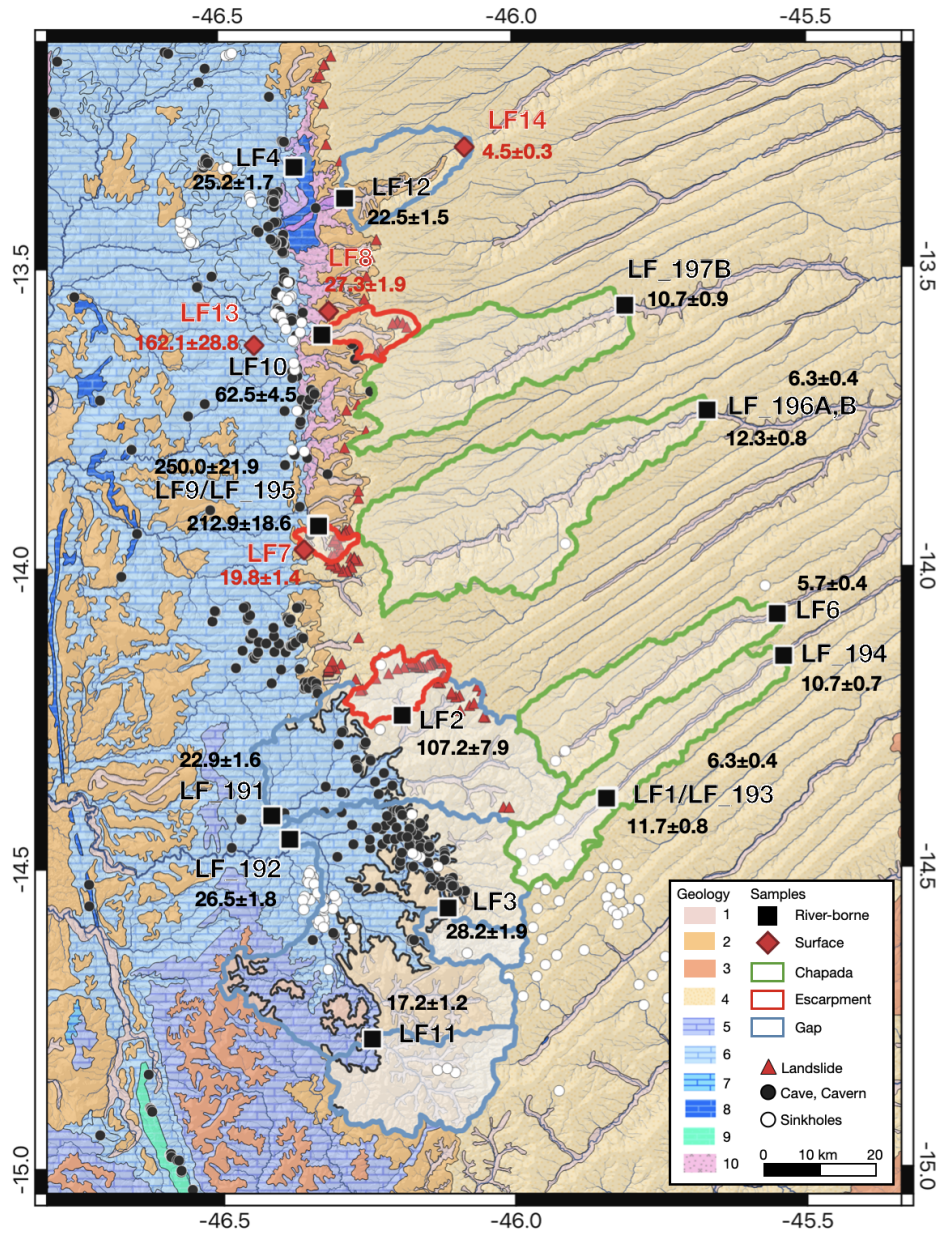 -46.5
-46.0
-45.5
LF14
4.5±0.3
LF4
25.2±1.7
LF12
22.5±1.5
-13.5
-13.5
LF8
27.3±1.9
LF_197B
10.7±0.9
LF13
162.1±28.8
LF10
62.5±4.5
6.3±0.4
LF_196A,B
12.3±0.8
250.0±21.9
LF9/LF_195
212.9±18.6
LF7
19.8±1.4
-14.0
-14.0
5.7±0.4
LF6
LF_194
10.7±0.7
LF2
107.2±7.9
22.9±1.6
LF_191
6.3±0.4
LF1/LF_193
11.7±0.8
-14.5
-14.5
LF_192
26.5±1.8
LF3
28.2±1.9
17.2±1.2
LF11
Geology
1
2
3
4
5
6
7
8
9
10
Samples
River-borne
Surface
Chapada
Escarpment
Gap
Landslide
Cave, Cavern
Sinkholes
0 10 km 20
-15.0
-15.0
-46.5
-46.0
-45.5